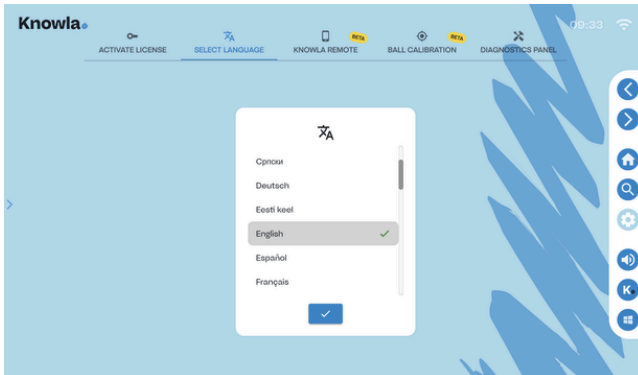 Knowla
09:33
ACTIVATE LICENSE
SELECT LANGUAGE
BETA
KNOWLA REMOTE
BETA
BALL CALIBRATION
DIAGNOSTICS PANEL
Српски
Deutsch
Eesti keel
English
Español
Français
K.